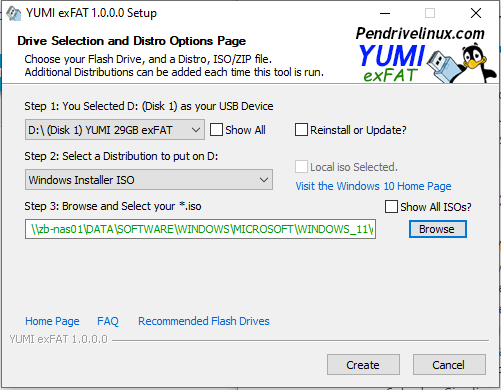 YUMI exFAT 1.0.0.0 Setup
Drive Selection and Distro Options Page
Choose your Flash Drive, and a Distro, ISO/ZIP file.
Additional Distributions can be added each time this tool is run.
Pendrivelinux.com
YUMI
exFAT
Step 1: You Selected D: (Disk 1) as your USB Device
D:\ (Disk 1) YUMI 29GB exFAT
Show All
Reinstall or Update?
Step 2: Select a Distribution to put on D:
Windows Installer ISO
Local iso Selected.
Visit the Windows 10 Home Page
Step 3: Browse and Select your *.iso
Show All ISOs?
\\zb-nas01\DATA\SOFTWARE\WINDOWS\MICROSOFT\WINDOWS_11\
Browse
Home Page
FAQ
Recommended Flash Drives
YUMI exFAT 1.0.0.0
Create
Cancel